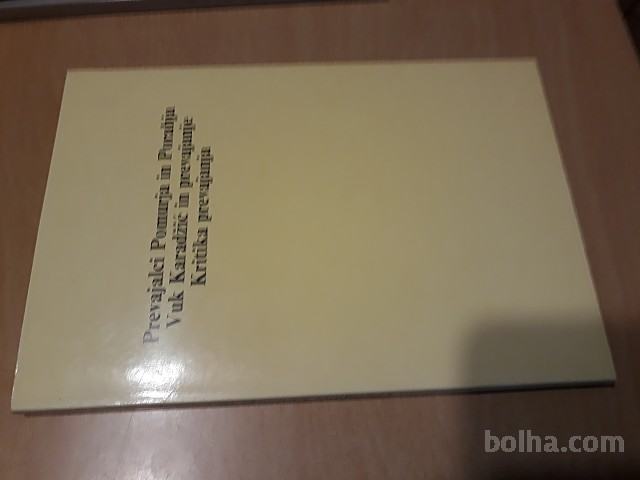 Prevajalci Pomurja in Porabja
Vuk Karadžić in prevajanje
Kritika prevajanja
bolha.com